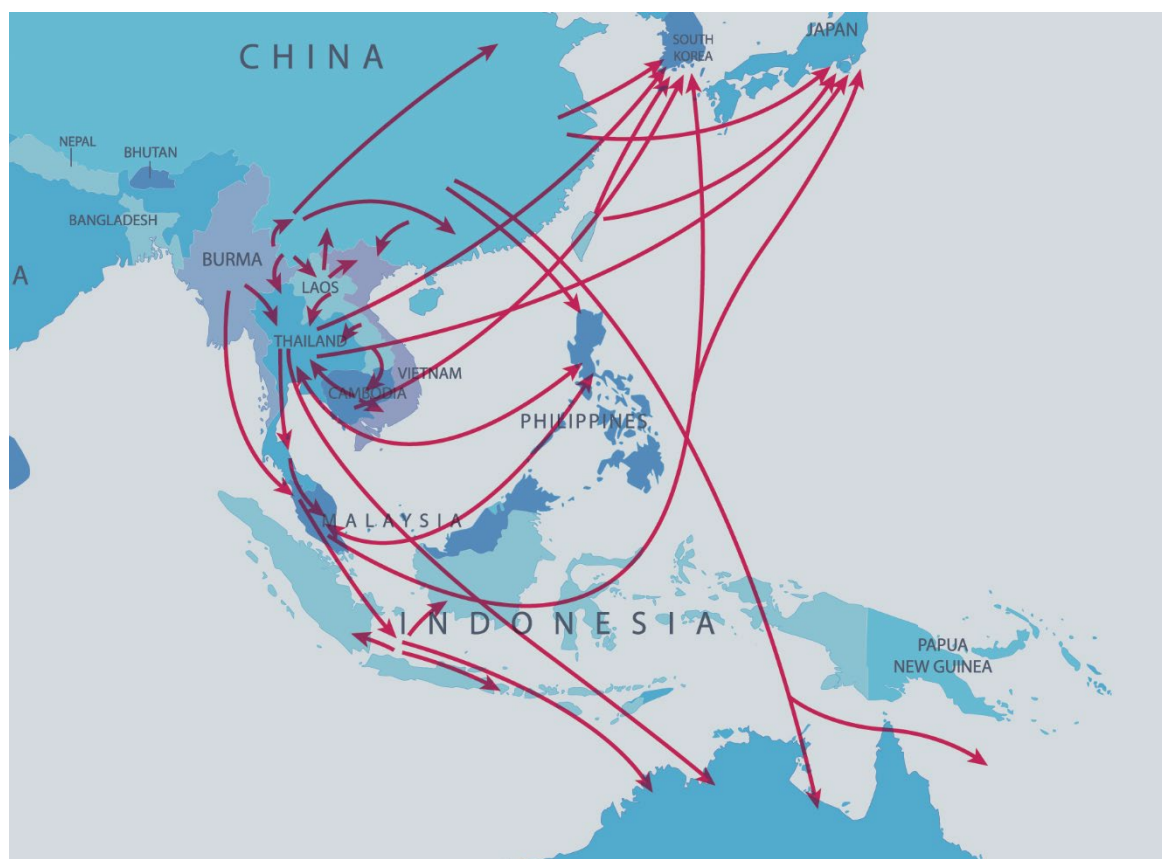 CHINA
SOUTH
KOREA
JAPAN
NEPAL
BHUTAN
BANGLADESH
BURMA
A
LAOS
THAILAND
VIETNAM
CAMBODIA
PHILIPPINES
MALAYSIA
INDONESIA
PAPUA
NEW GUINEA